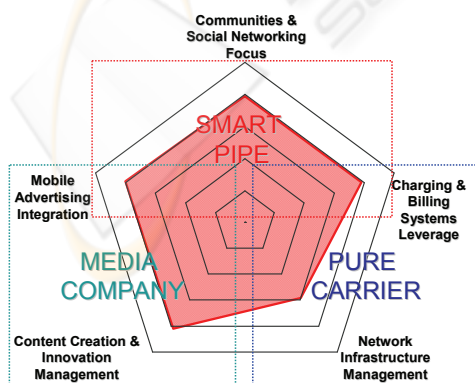 Communities &
Social Networking
Focus
SMART
PIPE
Mobile
Advertising
Integration
Charging &
Billing
Systems
Leverage
MEDIA
COMPANY
PURE
CARRIER
Content Creation &
Innovation
Management
Network
Infrastructure
Management